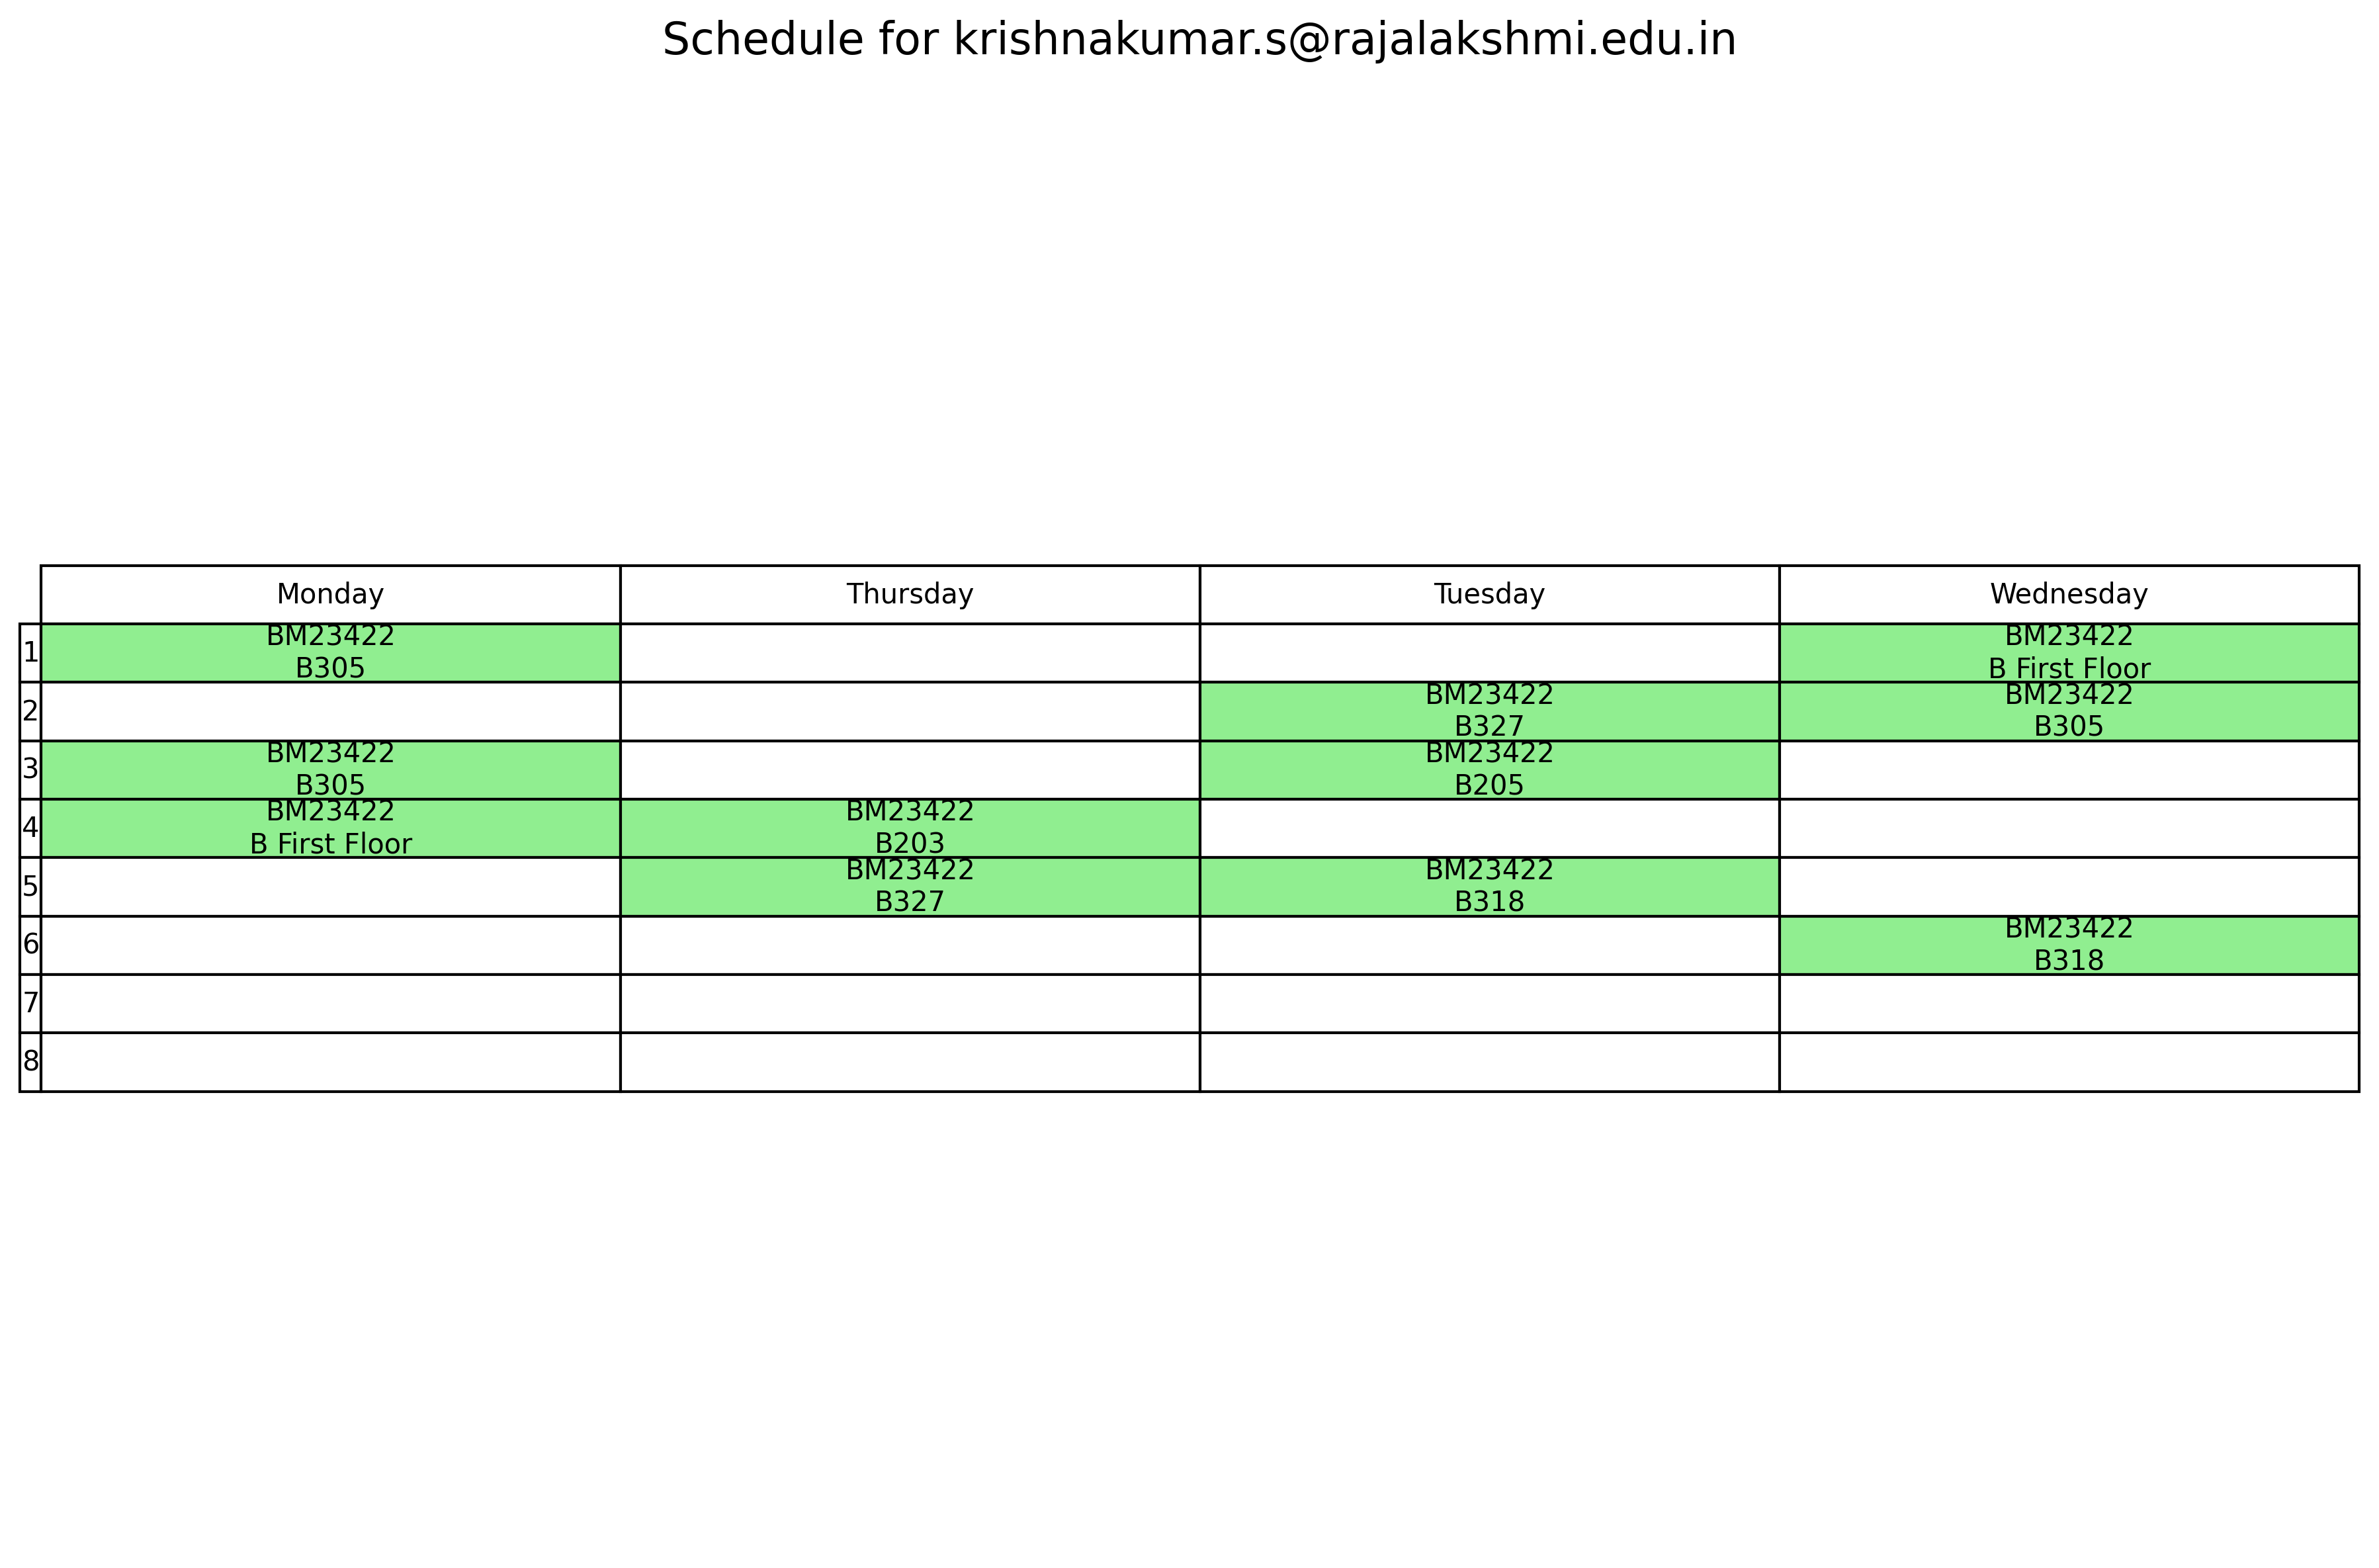 Schedule for krishnakumar.s@rajalakshmi.edu.in
Monday Thursday Tuesday Wednesday
1 BM23422 B305 BM23422 B First Floor
2 BM23422 B327 BM23422 B305
3 BM23422 B305 BM23422 B205
4 BM23422 B First Floor BM23422 B203
5 BM23422 B327 BM23422 B318
6 BM23422 B318
7
8